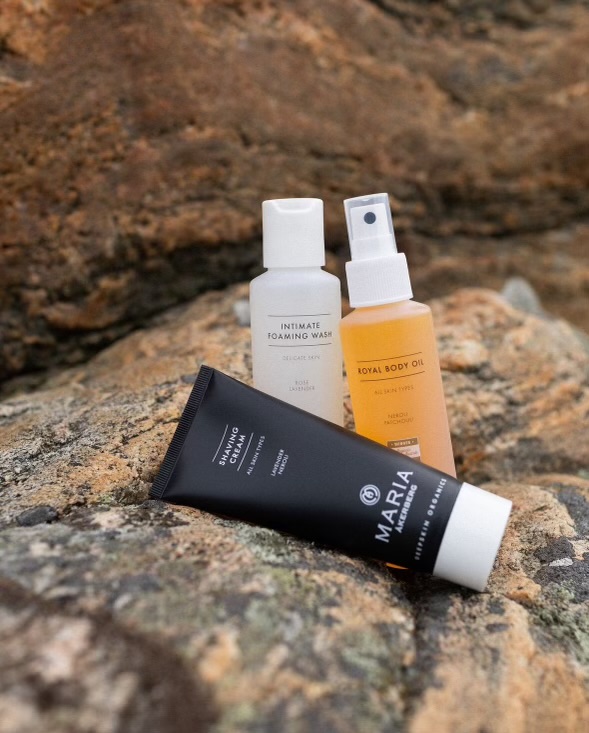 INTIMATE
FOAMING WASH
DELICATE SKIN
ROSE
LAVENDER
ROYAL BODY OIL
ALL SKIN TYPES
NEROLI
PATCHOULI
SHAVING
CREAM
ALL SKIN TYPES
LAVENDER
NEROLI
MARIA
ÅKERBERG
DEEPSKIN ORGANICS